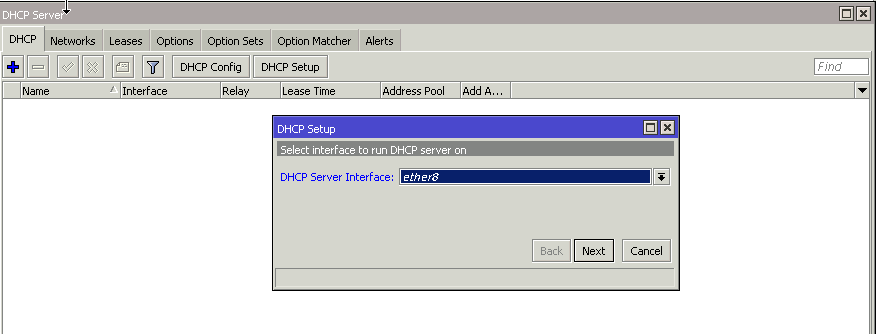 DHCP Server
DHCP Networks Leases Options Option Sets Option Matcher Alerts
DHCP Config DHCP Setup Find
Name Interface Relay Lease Time Address Pool Add A...
DHCP Setup
Select interface to run DHCP server on
DHCP Server Interface: ether8
Back Next Cancel